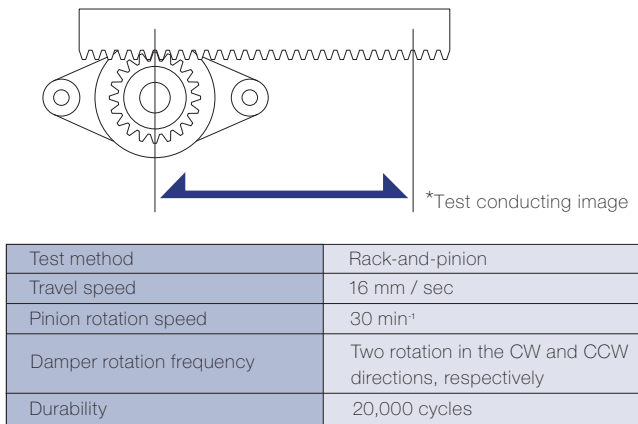 *Test conducting image
Test method Rack-and-pinion
Travel speed 16 mm / sec
Pinion rotation speed 30 min⁻¹
Damper rotation frequency Two rotation in the CW and CCW
directions, respectively
Durability 20,000 cycles